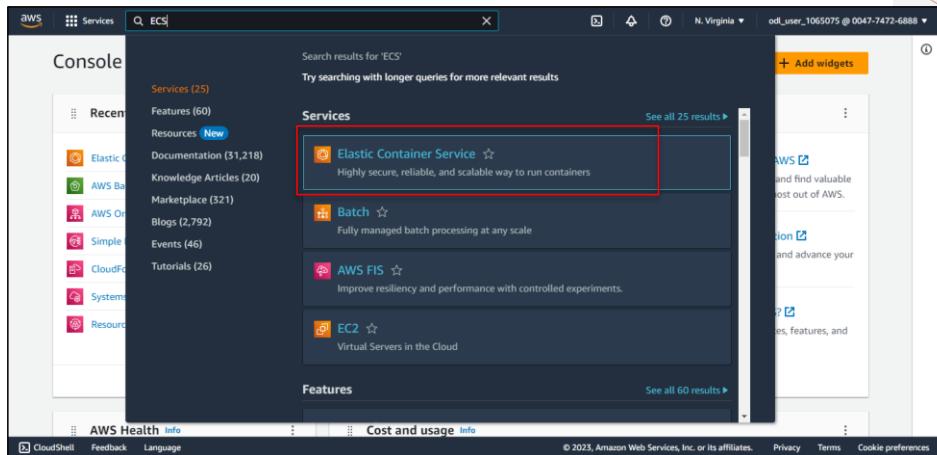 aws
Services
ECS
N. Virginia
odl_user_1065075 @ 0047-7472-6888
Console
Add widgets
Search results for 'ECS'
Try searching with longer queries for more relevant results
Services (25)
Features (60)
Resources New
Documentation (31,218)
Knowledge Articles (20)
Marketplace (321)
Blogs (2,792)
Events (46)
Tutorials (26)
Services
See all 25 results
Elastic Container Service
Highly secure, reliable, and scalable way to run containers
Batch
Fully managed batch processing at any scale
AWS FIS
Improve resiliency and performance with controlled experiments.
EC2
Virtual Servers in the Cloud
Features
See all 60 results
Recen
Elastic
AWS Ba
AWS Or
Simple
CloudFo
System
Resourc
AWS
and find valuable
ost out of AWS.
tion
and advance your
s?
es, features, and
AWS Health Info
Cost and usage Info
CloudShell
Feedback
Language
© 2023, Amazon Web Services, Inc. or its affiliates.
Privacy
Terms
Cookie preferences